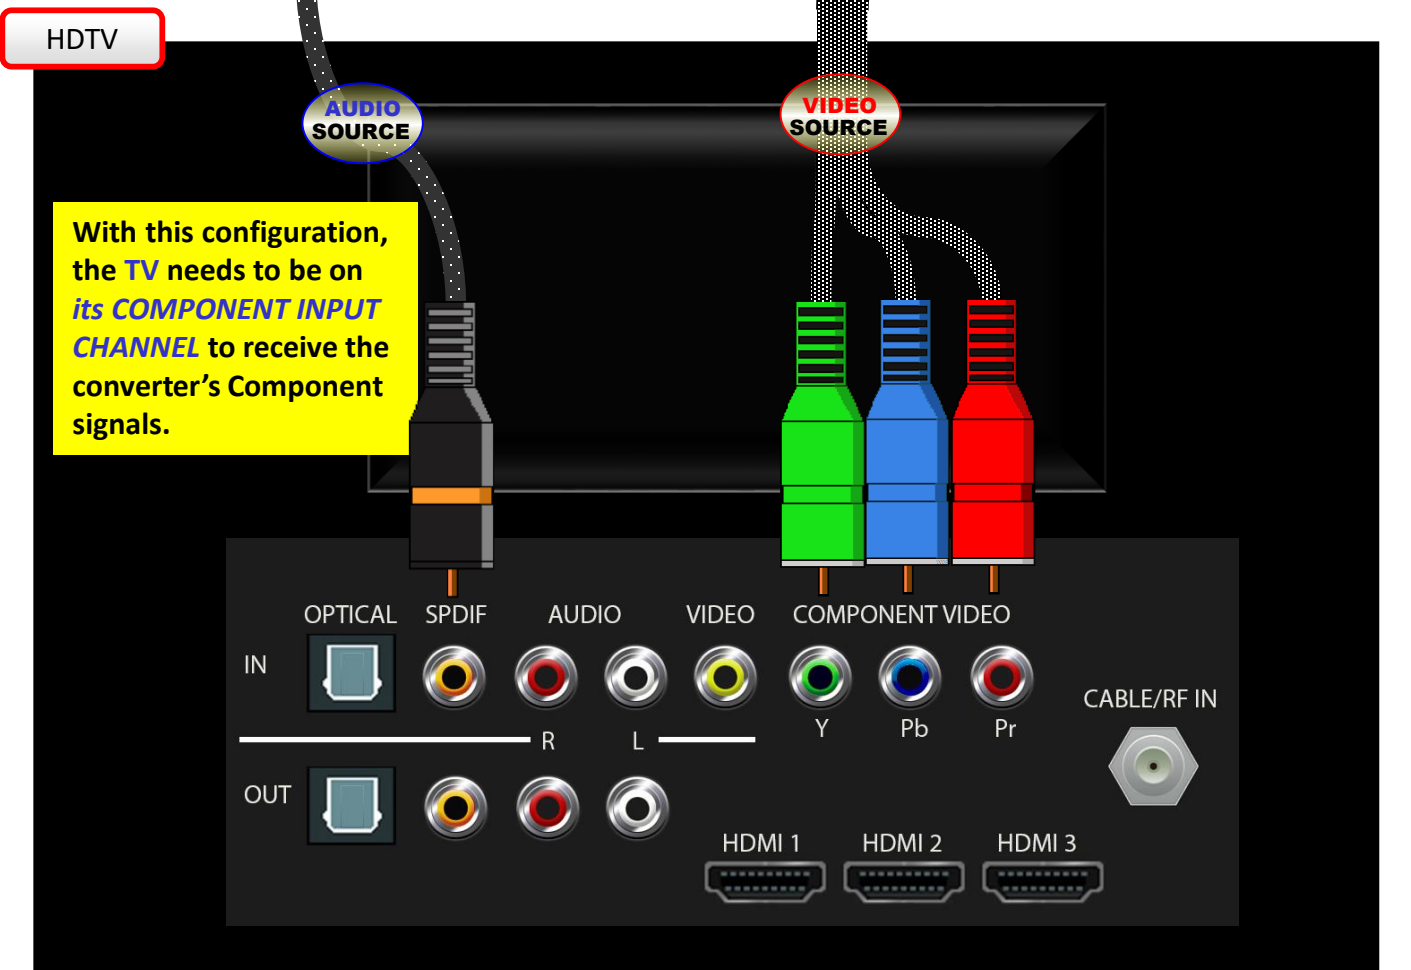 HDTV
AUDIO
SOURCE
VIDEO
SOURCE
With this configuration,
the TV needs to be on
its COMPONENT INPUT
CHANNEL to receive the
converter’s Component
signals.
OPTICAL SPDIF AUDIO VIDEO COMPONENT VIDEO
IN
CABLE/RF IN
Y Pb Pr
R L
OUT
HDMI 1 HDMI 2 HDMI 3